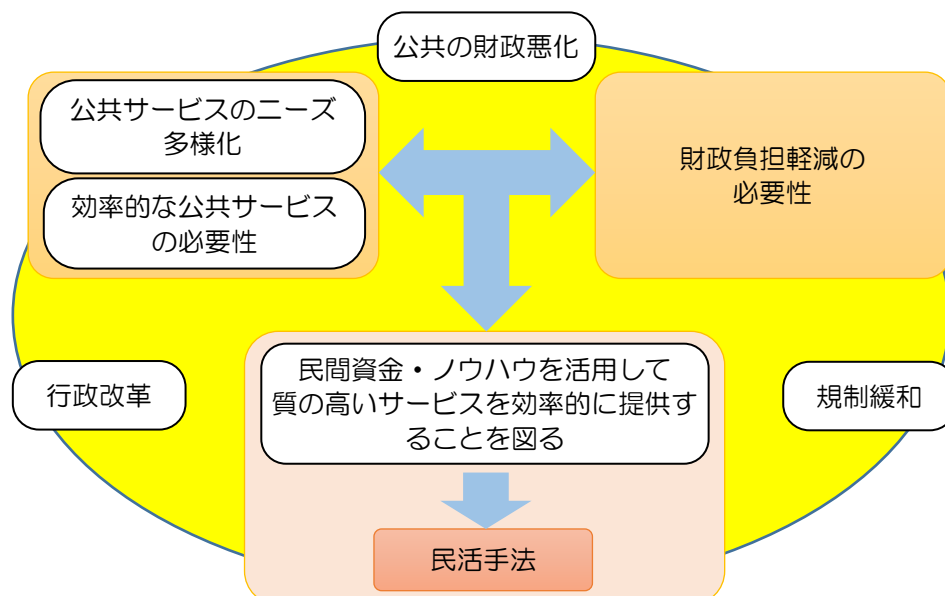 公共の財政悪化
公共サービスのニーズ
多様化
効率的な公共サービス
の必要性
財政負担軽減の
必要性
行政改革
民間資金・ノウハウを活用して
質の高いサービスを効率的に提供す
ることを図る
規制緩和
民活手法